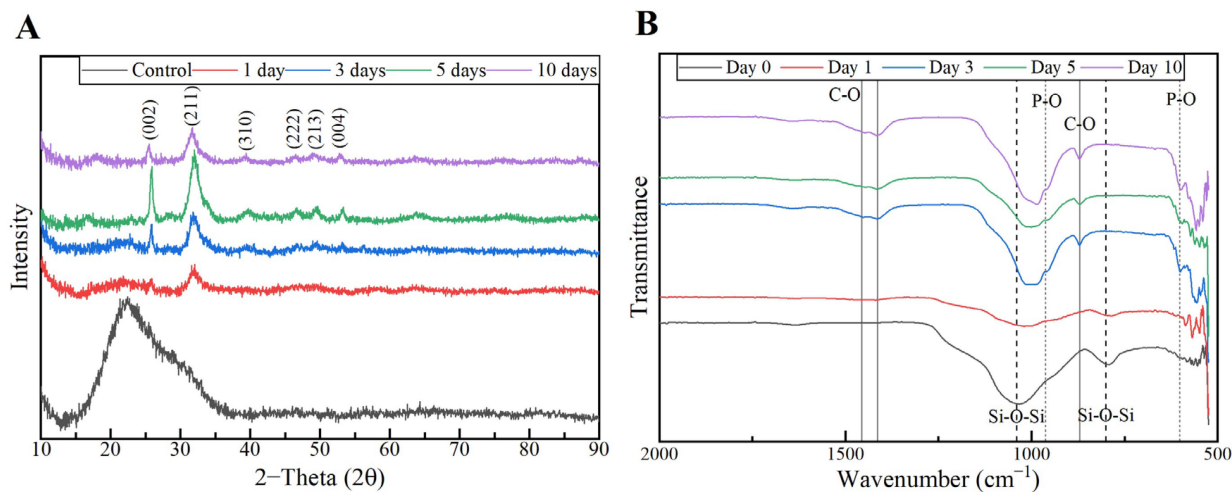 A
Control 1 day 3 days 5 days 10 days
(002)
(211)
(310)
(222)
(213)
(004)
Intensity
10 20 30 40 50 60 70 80 90
2−Theta (2θ)
B
Day 0 Day 1 Day 3 Day 5 Day 10
C-O
P-O
C-O
P-O
Transmittance
Si-O-Si
Si-O-Si
2000 1500 1000 500
Wavenumber (cm⁻¹)